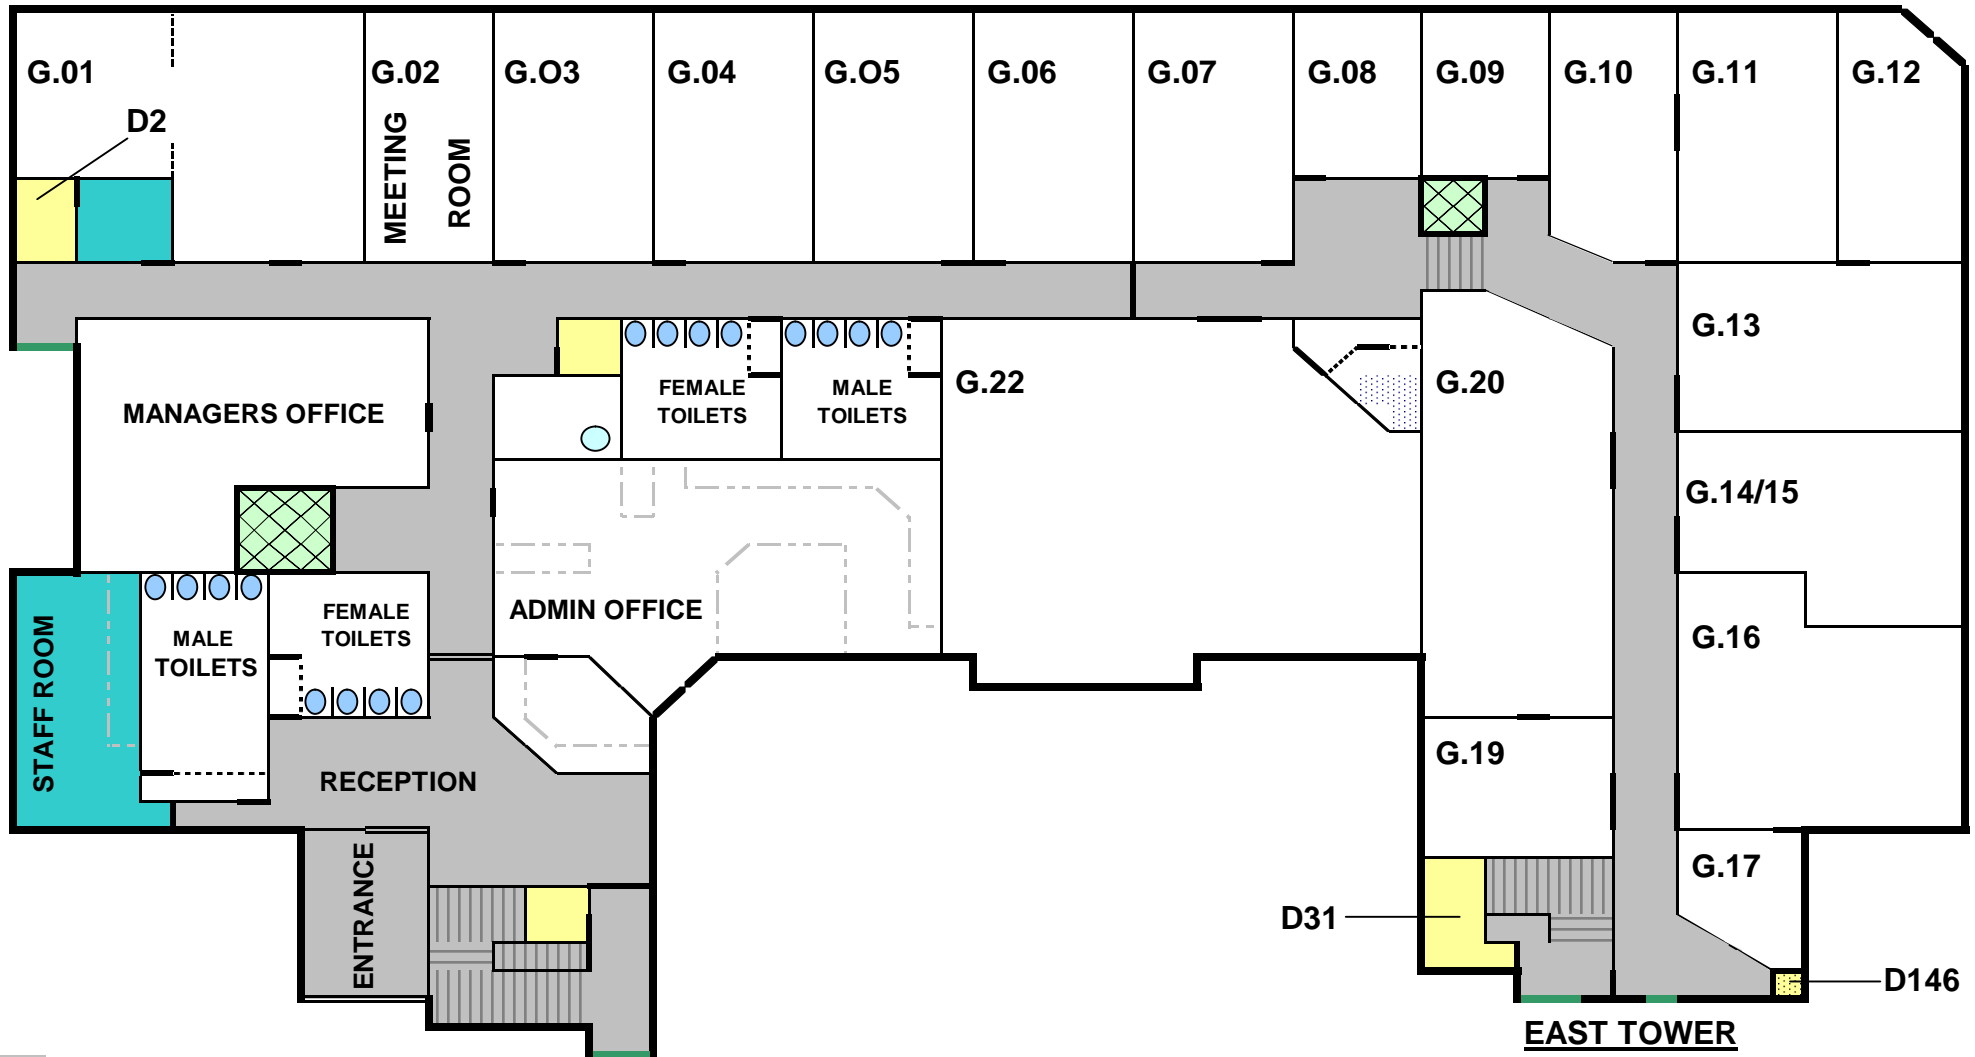 G.01
G.02
G.O3
G.04
G.O5
G.06
G.07
G.08
G.09
G.10
G.11
G.12
D2
MEETING
ROOM
G.13
FEMALE
TOILETS
MALE
TOILETS
G.22
G.20
MANAGERS OFFICE
G.14/15
ADMIN OFFICE
STAFF ROOM
MALE
TOILETS
FEMALE
TOILETS
G.16
RECEPTION
G.19
ENTRANCE
G.17
D31
D146
EAST TOWER